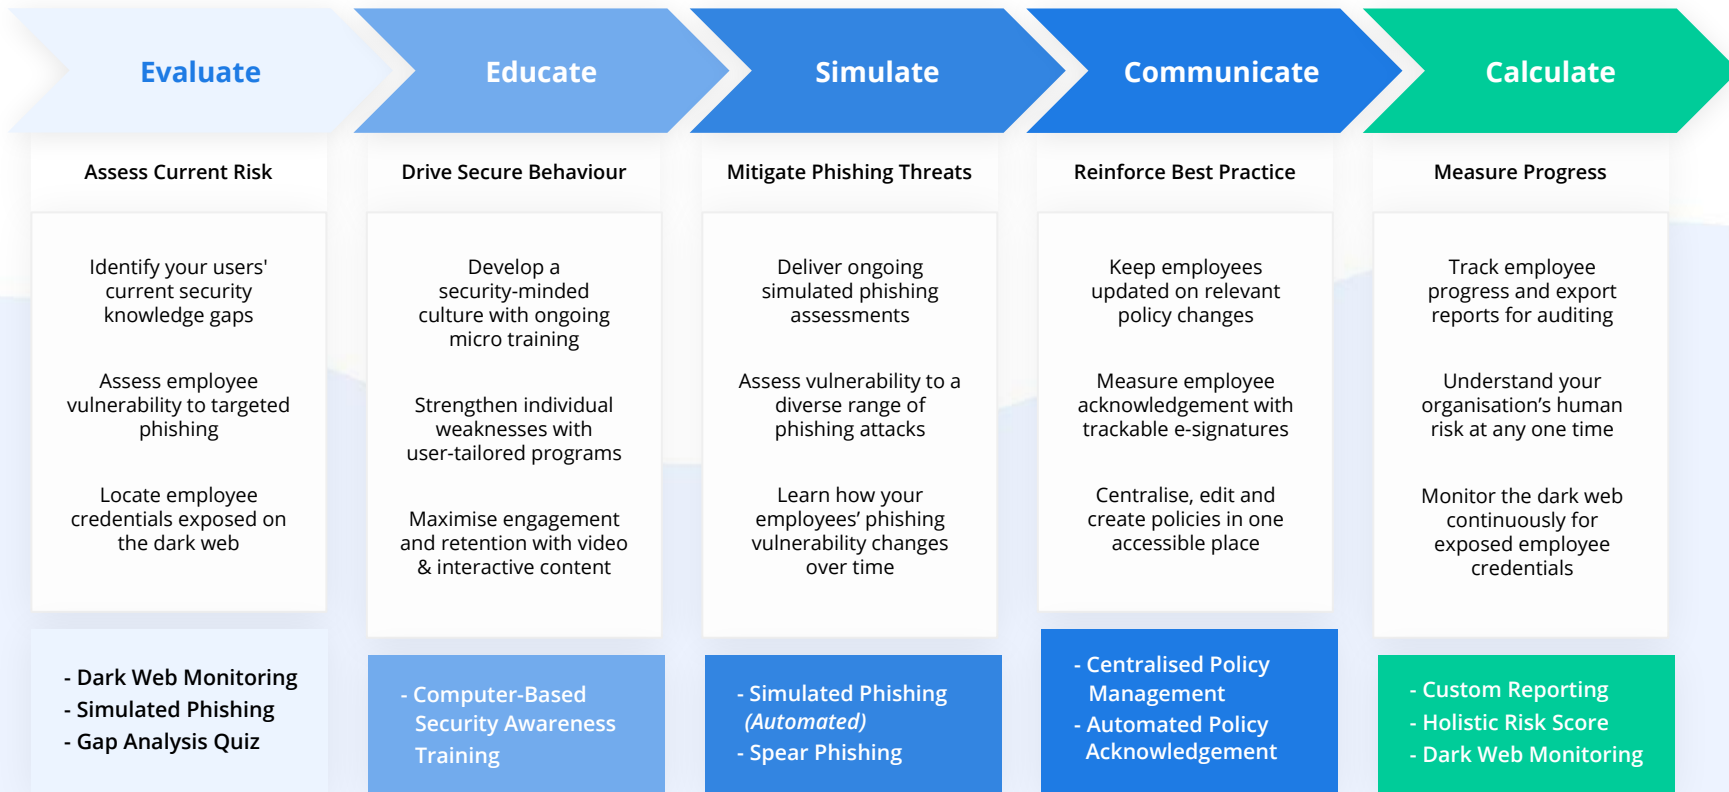 Evaluate
Educate
Simulate
Communicate
Calculate
Assess Current Risk
Drive Secure Behaviour
Mitigate Phishing Threats
Reinforce Best Practice
Measure Progress
Identify your users'
current security
knowledge gaps
Assess employee
vulnerability to targeted
phishing
Locate employee
credentials exposed on
the dark web
- Dark Web Monitoring
- Simulated Phishing
- Gap Analysis Quiz
Develop a
security-minded
culture with ongoing
micro training
Strengthen individual
weaknesses with
user-tailored programs
Maximise engagement
and retention with video
& interactive content
- Computer-Based
Security Awareness
Training
Deliver ongoing
simulated phishing
assessments
Assess vulnerability to a
diverse range of
phishing attacks
Learn how your
employees’ phishing
vulnerability changes
over time
- Simulated Phishing
(Automated)
- Spear Phishing
Keep employees
updated on relevant
policy changes
Measure employee
acknowledgement with
trackable e-signatures
Centralise, edit and
create policies in one
accessible place
- Centralised Policy
Management
- Automated Policy
Acknowledgement
Track employee
progress and export
reports for auditing
Understand your
organisation’s human
risk at any one time
Monitor the dark web
continuously for
exposed employee
credentials
- Custom Reporting
- Holistic Risk Score
- Dark Web Monitoring